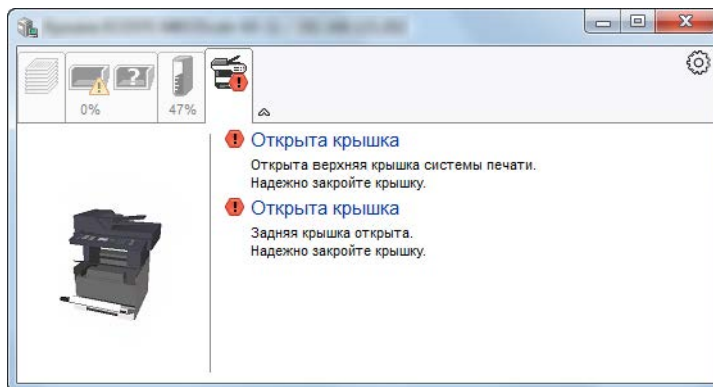 0%
47%
Открыта крышка
Открыта верхняя крышка системы печати.
Надежно закройте крышку.
Открыта крышка
Задняя крышка открыта.
Надежно закройте крышку.